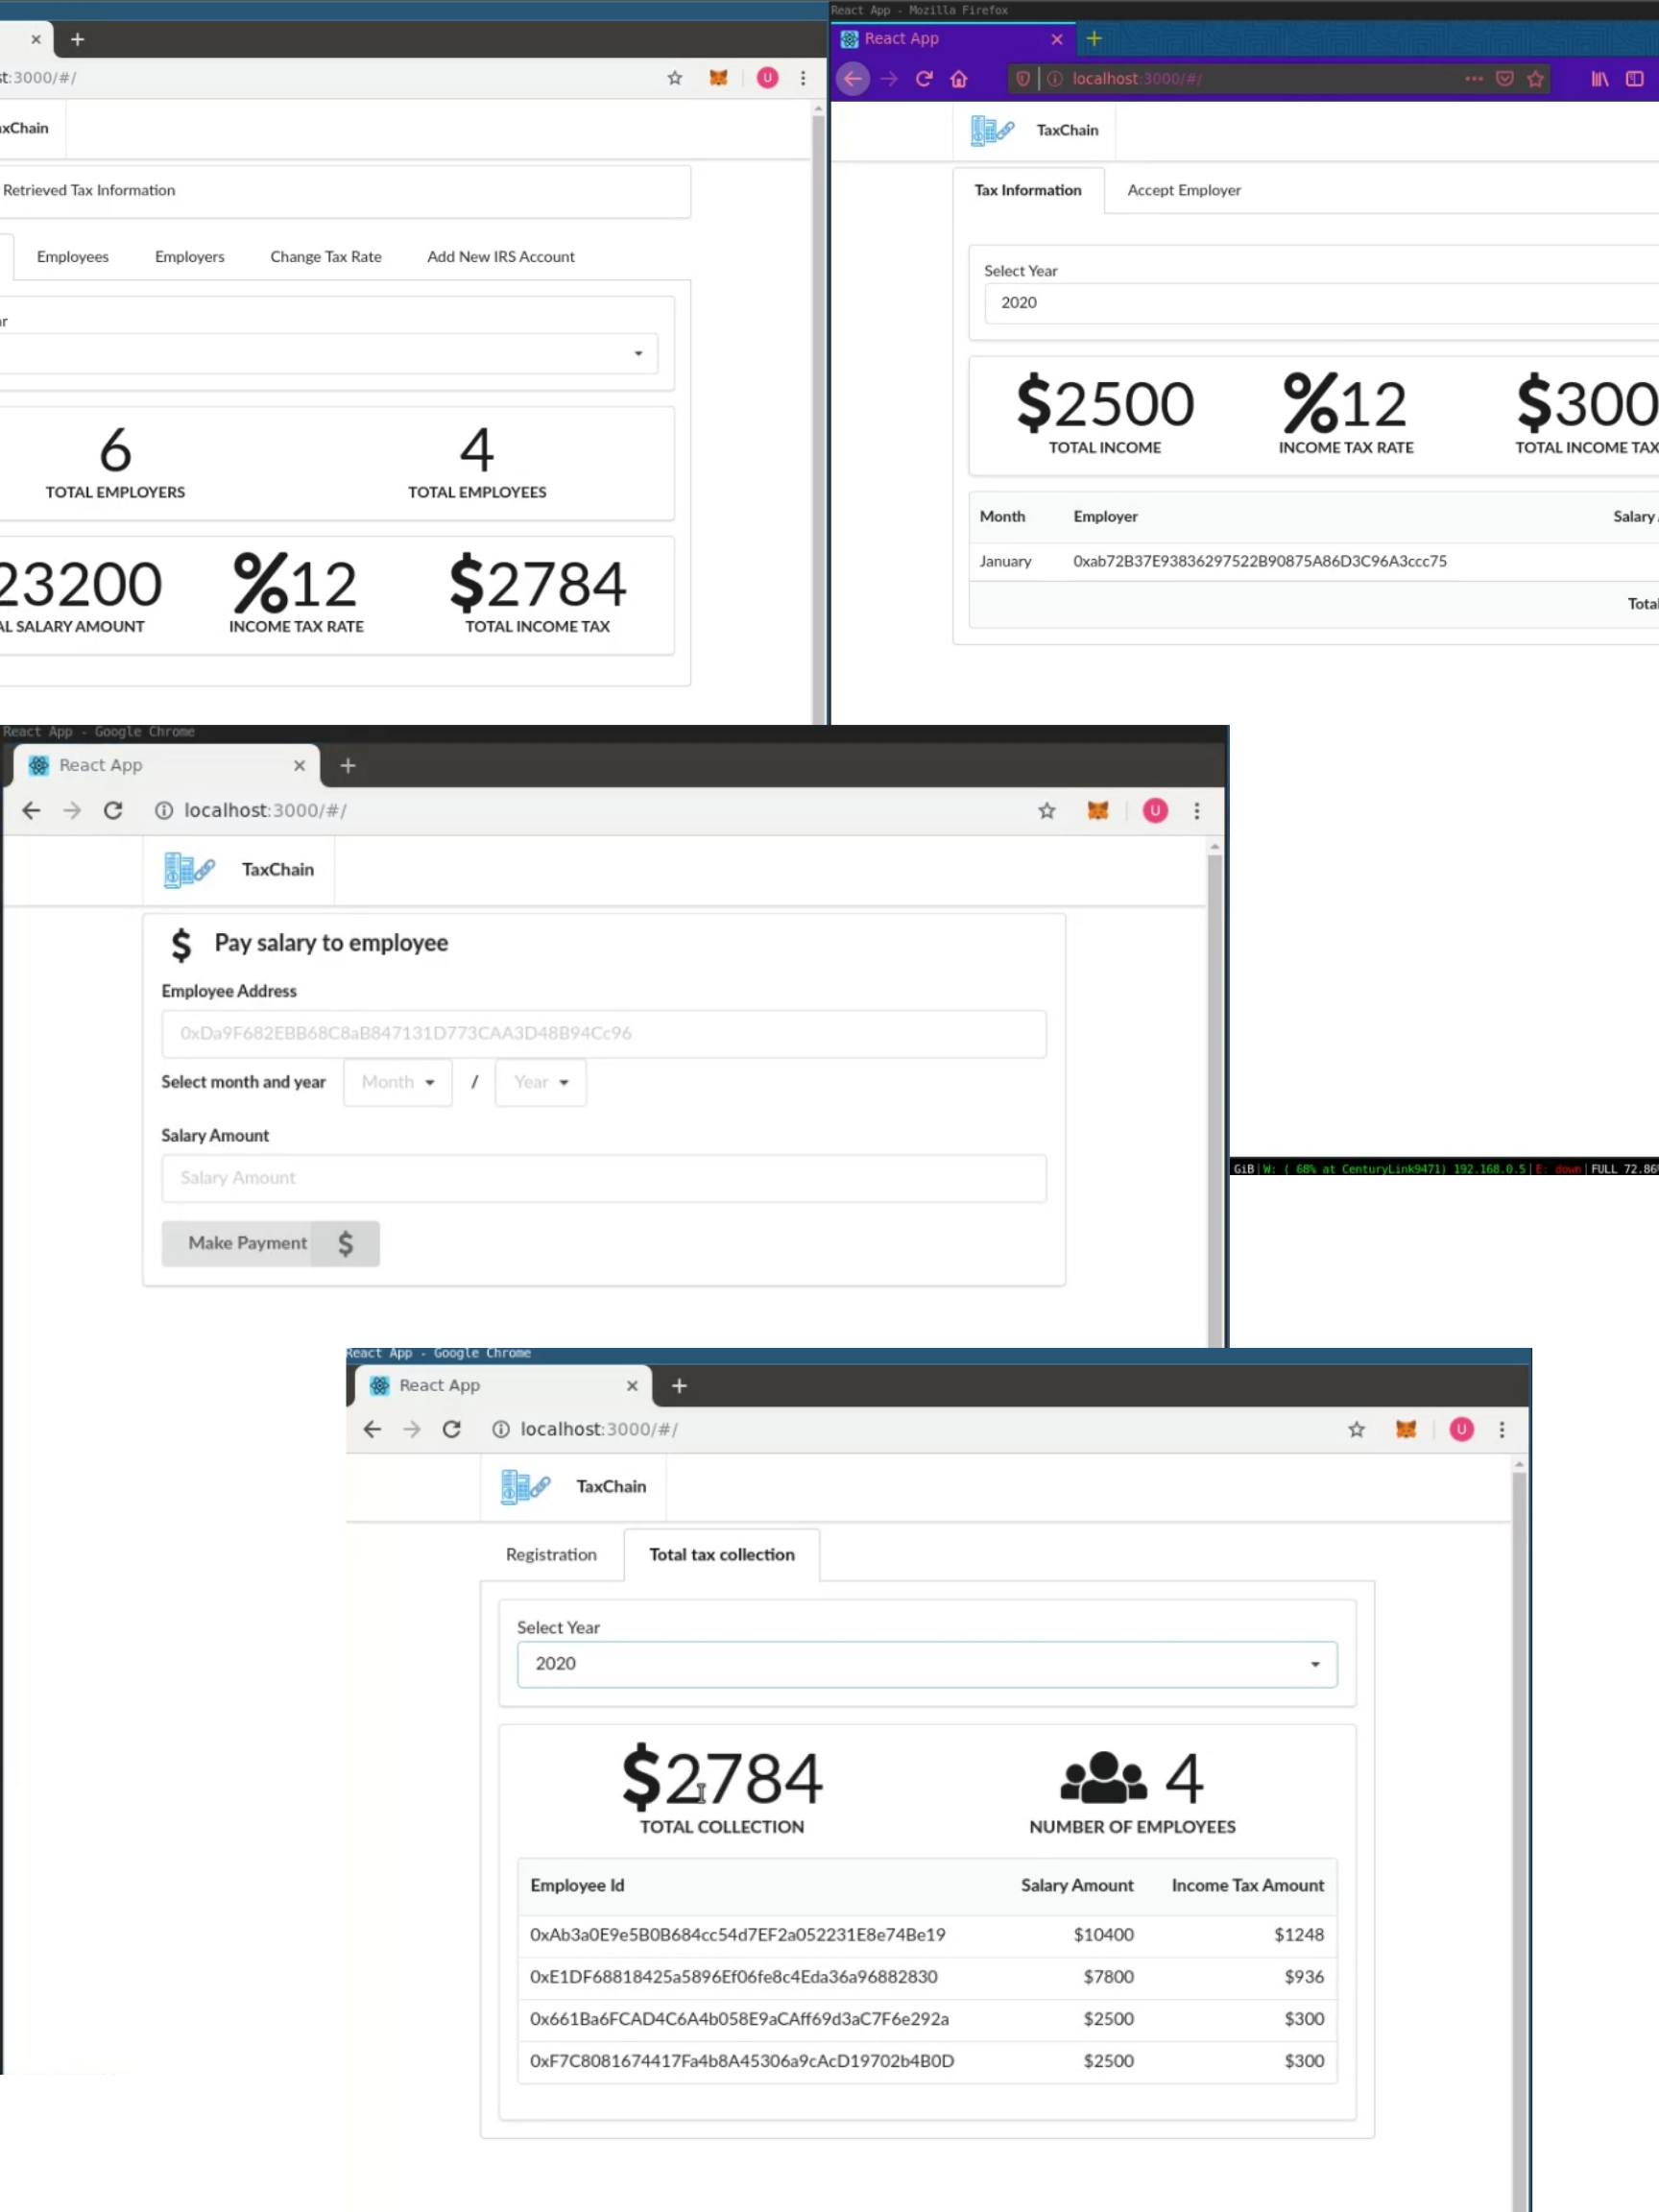 t:3000/#/
U
xChain
Retrieved Tax Information
Employees Employers Change Tax Rate Add New IRS Account
r
6 4
TOTAL EMPLOYERS TOTAL EMPLOYEES
23200 %12 $2784
AL SALARY AMOUNT INCOME TAX RATE TOTAL INCOME TAX
React App - Mozilla Firefox
React App
localhost:3000/#/
TaxChain
Tax Information Accept Employer
Select Year
2020
$2500 %12 $300
TOTAL INCOME INCOME TAX RATE TOTAL INCOME TAX
Month Employer Salary
January 0xab72B37E93836297522B90875A86D3C96A3ccc75
Total
React App - Google Chrome
React App
localhost:3000/#/
U
TaxChain
$ Pay salary to employee
Employee Address
0xDa9F682EBB68C8aB847131D773CAA3D48B94Cc96
Select month and year Month / Year
Salary Amount
Salary Amount
Make Payment $
GiB|W: ( 68% at CenturyLink9471) 192.168.0.5|E: down|FULL 72.86%
React App - Google Chrome
React App
localhost:3000/#/
U
TaxChain
Registration Total tax collection
Select Year
2020
$2784 4
TOTAL COLLECTION NUMBER OF EMPLOYEES
Employee Id Salary Amount Income Tax Amount
0xAb3a0E9e5B0B684cc54d7EF2a052231E8e74Be19 $10400 $1248
0xE1DF68818425a5896Ef06fe8c4Eda36a96882830 $7800 $936
0x661Ba6FCAD4C6A4b058E9aCAff69d3aC7F6e292a $2500 $300
0xF7C8081674417Fa4b8A45306a9cAcD19702b4B0D $2500 $300